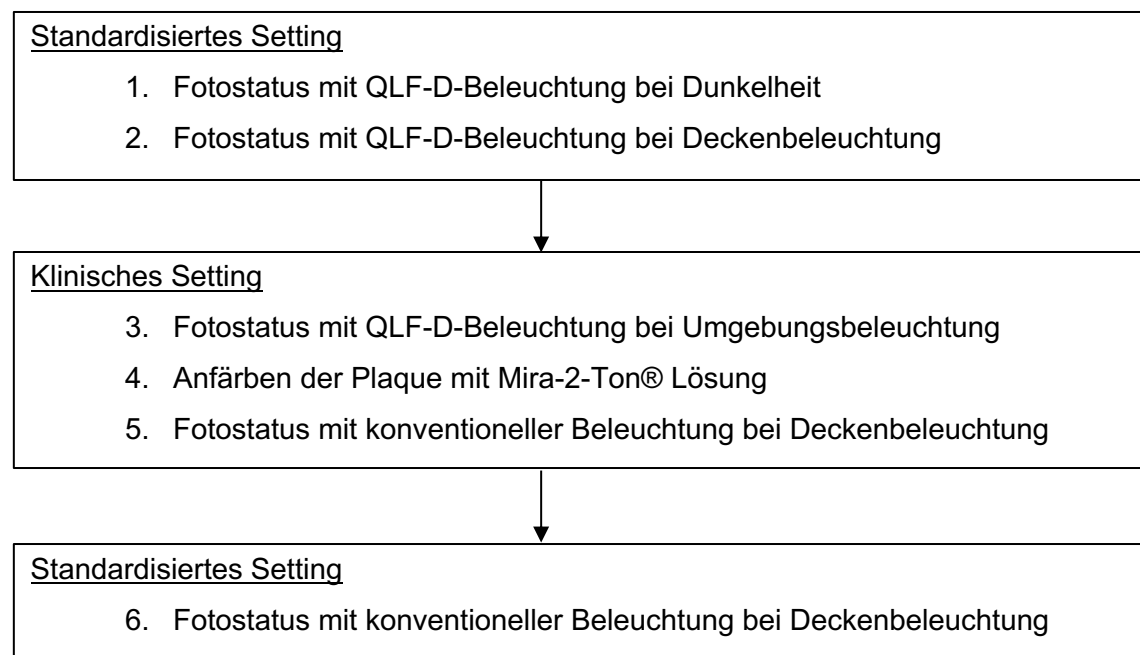 Standardisiertes Setting
1. Fotostatus mit QLF-D-Beleuchtung bei Dunkelheit
2. Fotostatus mit QLF-D-Beleuchtung bei Deckenbeleuchtung
Klinisches Setting
3. Fotostatus mit QLF-D-Beleuchtung bei Umgebungsbeleuchtung
4. Anfärben der Plaque mit Mira-2-Ton® Lösung
5. Fotostatus mit konventioneller Beleuchtung bei Deckenbeleuchtung
Standardisiertes Setting
6. Fotostatus mit konventioneller Beleuchtung bei Deckenbeleuchtung